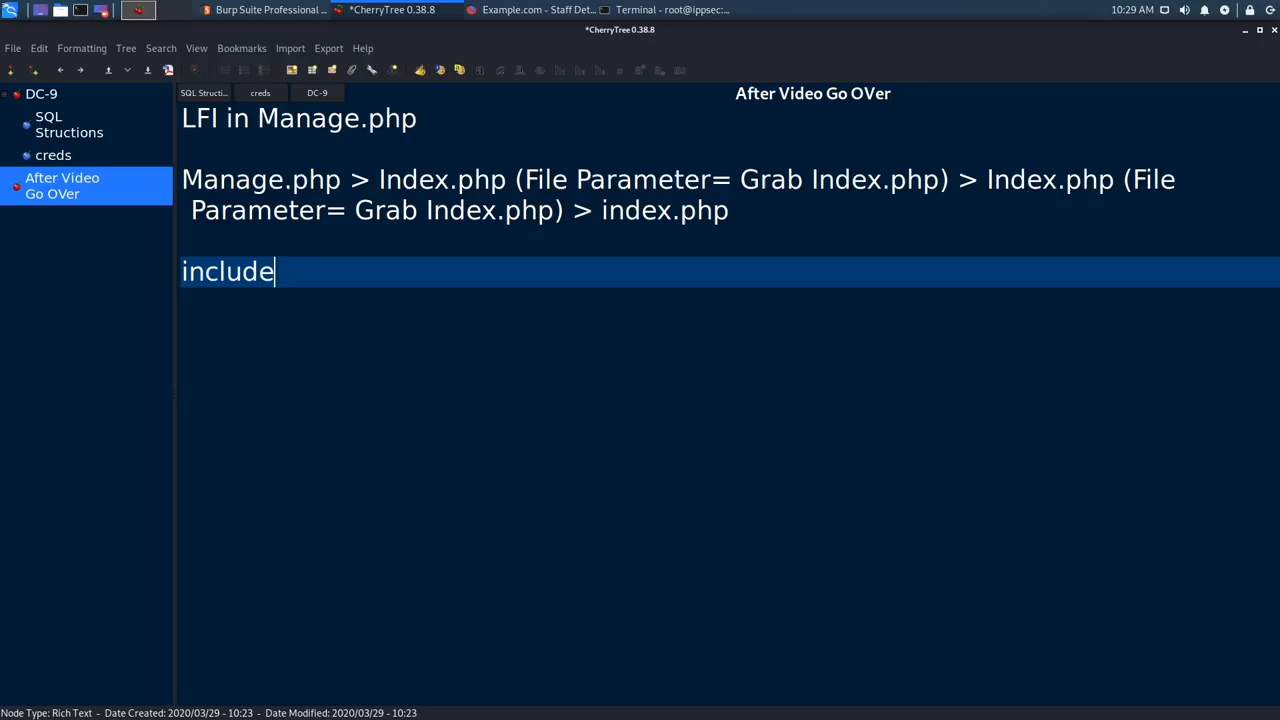 Burp Suite Professional ...
*CherryTree 0.38.8
Example.com - Staff Det...
Terminal - root@ippsec:...
10:29 AM
*CherryTree 0.38.8
File Edit Formatting Tree Search View Bookmarks Import Export Help
DC-9
SQL
Structions
creds
After Video
Go OVer
SQL Structi... creds DC-9
After Video Go OVer
LFI in Manage.php
Manage.php > Index.php (File Parameter= Grab Index.php) > Index.php (File
Parameter= Grab Index.php) > index.php
include
Node Type: Rich Text - Date Created: 2020/03/29 - 10:23 - Date Modified: 2020/03/29 - 10:23